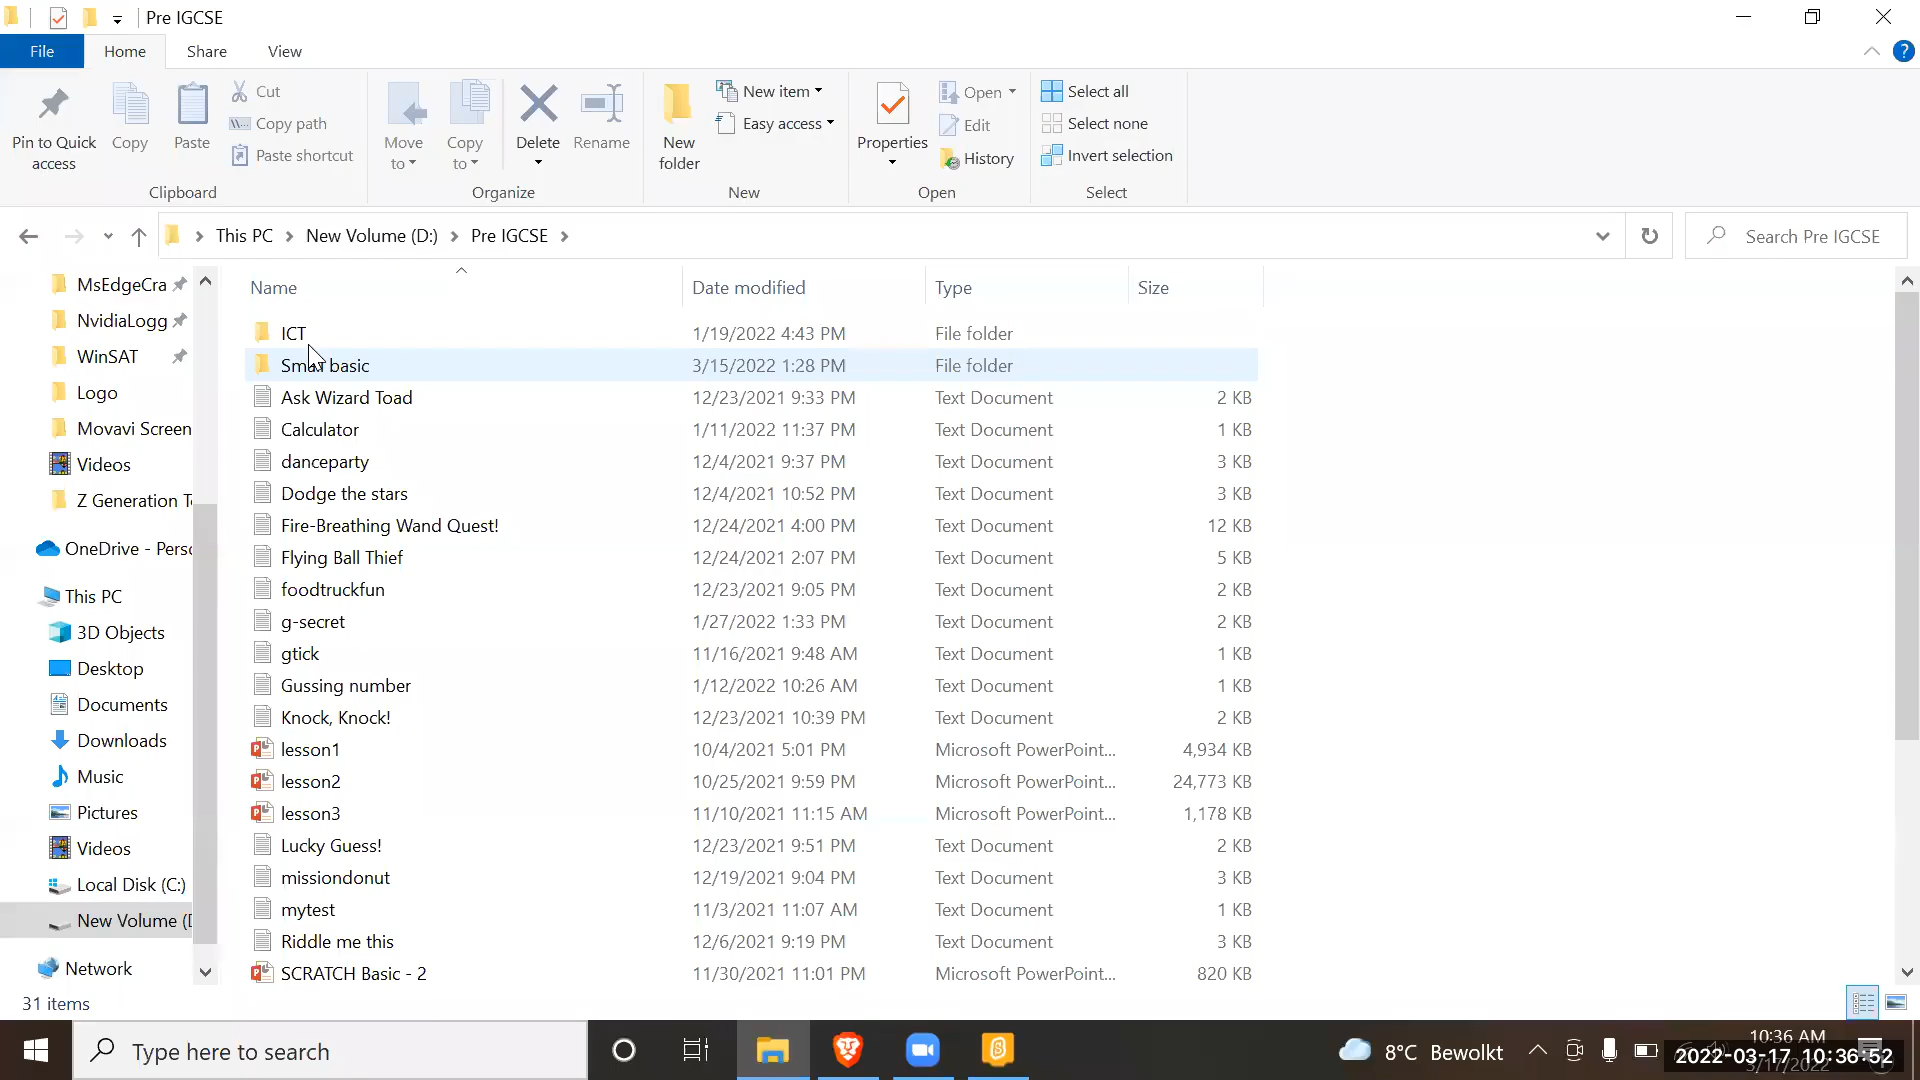 Pre IGCSE
File Home Share View
Pin to Quick access
Copy
Paste
Cut
Copy path
Paste shortcut
Clipboard
Move to
Copy to
Delete
Rename
Organize
New folder
New item
Easy access
New
Properties
Open
Edit
History
Open
Select all
Select none
Invert selection
Select
This PC New Volume (D:) Pre IGCSE
Search Pre IGCSE
MsEdgeCra
NvidiaLogg
WinSAT
Logo
Movavi Screen
Videos
Z Generation T
OneDrive - Pers
This PC
3D Objects
Desktop
Documents
Downloads
Music
Pictures
Videos
Local Disk (C:)
New Volume (D
Network
Name Date modified Type Size
ICT 1/19/2022 4:43 PM File folder
Small basic 3/15/2022 1:28 PM File folder
Ask Wizard Toad 12/23/2021 9:33 PM Text Document 2 KB
Calculator 1/11/2022 11:37 PM Text Document 1 KB
danceparty 12/4/2021 9:37 PM Text Document 3 KB
Dodge the stars 12/4/2021 10:52 PM Text Document 3 KB
Fire-Breathing Wand Quest! 12/24/2021 4:00 PM Text Document 12 KB
Flying Ball Thief 12/24/2021 2:07 PM Text Document 5 KB
foodtruckfun 12/23/2021 9:05 PM Text Document 2 KB
g-secret 1/27/2022 1:33 PM Text Document 2 KB
gtick 11/16/2021 9:48 AM Text Document 1 KB
Gussing number 1/12/2022 10:26 AM Text Document 1 KB
Knock, Knock! 12/23/2021 10:39 PM Text Document 2 KB
lesson1 10/4/2021 5:01 PM Microsoft PowerPoint... 4,934 KB
lesson2 10/25/2021 9:59 PM Microsoft PowerPoint... 24,773 KB
lesson3 11/10/2021 11:15 AM Microsoft PowerPoint... 1,178 KB
Lucky Guess! 12/23/2021 9:51 PM Text Document 2 KB
missiondonut 12/19/2021 9:04 PM Text Document 3 KB
mytest 11/3/2021 11:07 AM Text Document 1 KB
Riddle me this 12/6/2021 9:19 PM Text Document 3 KB
SCRATCH Basic - 2 11/30/2021 11:01 PM Microsoft PowerPoint... 820 KB
31 items
Type here to search
8°C Bewolkt
10:36 AM
2022-03-17 10:36:52
3/17/2022